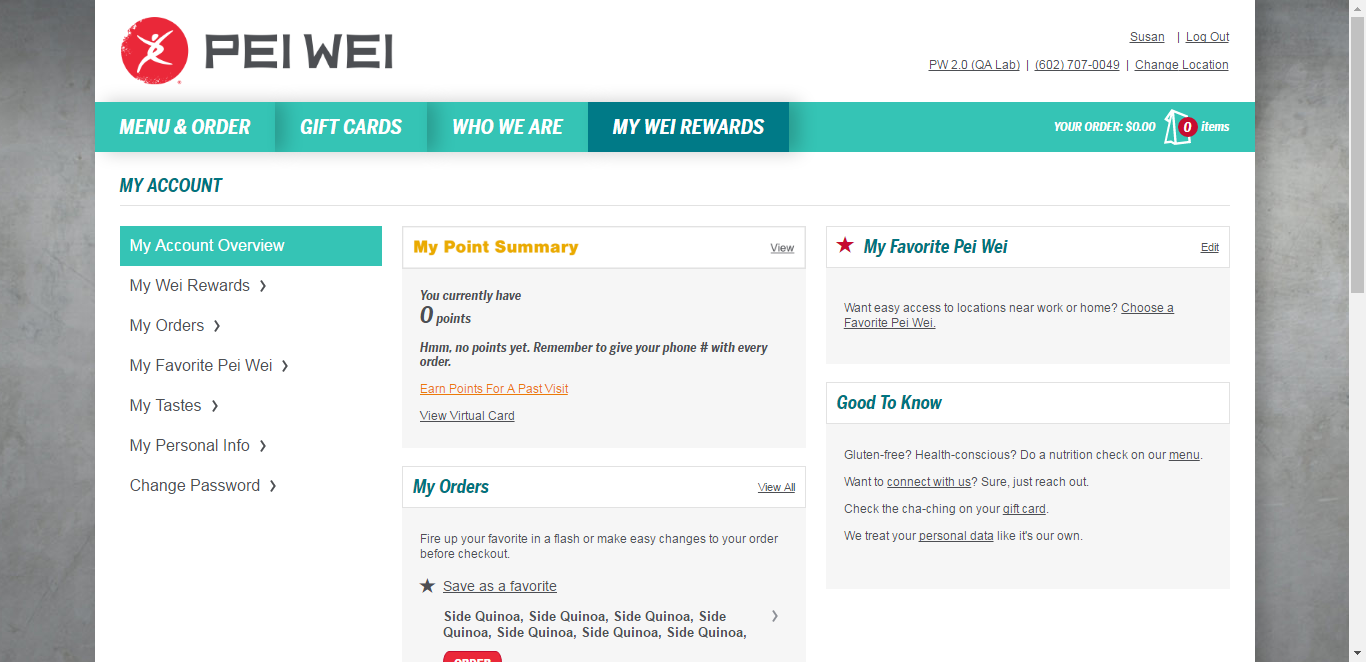 PEI WEI
Susan | Log Out
PW 2.0 (QA Lab) | (602) 707-0049 | Change Location
MENU & ORDER
GIFT CARDS
WHO WE ARE
MY WEI REWARDS
YOUR ORDER: $0.00 0 items
MY ACCOUNT
My Account Overview
My Wei Rewards
My Orders
My Favorite Pei Wei
My Tastes
My Personal Info
Change Password
My Point Summary
View
You currently have
0 points
Hmm, no points yet. Remember to give your phone # with every
order.
Earn Points For A Past Visit
View Virtual Card
My Orders
View All
Fire up your favorite in a flash or make easy changes to your order
before checkout.
Save as a favorite
Side Quinoa, Side Quinoa, Side Quinoa, Side
Quinoa, Side Quinoa, Side Quinoa, Side Quinoa,
ORDER
My Favorite Pei Wei
Edit
Want easy access to locations near work or home? Choose a
Favorite Pei Wei.
Good To Know
Gluten-free? Health-conscious? Do a nutrition check on our menu.
Want to connect with us? Sure, just reach out.
Check the cha-ching on your gift card.
We treat your personal data like it's our own.